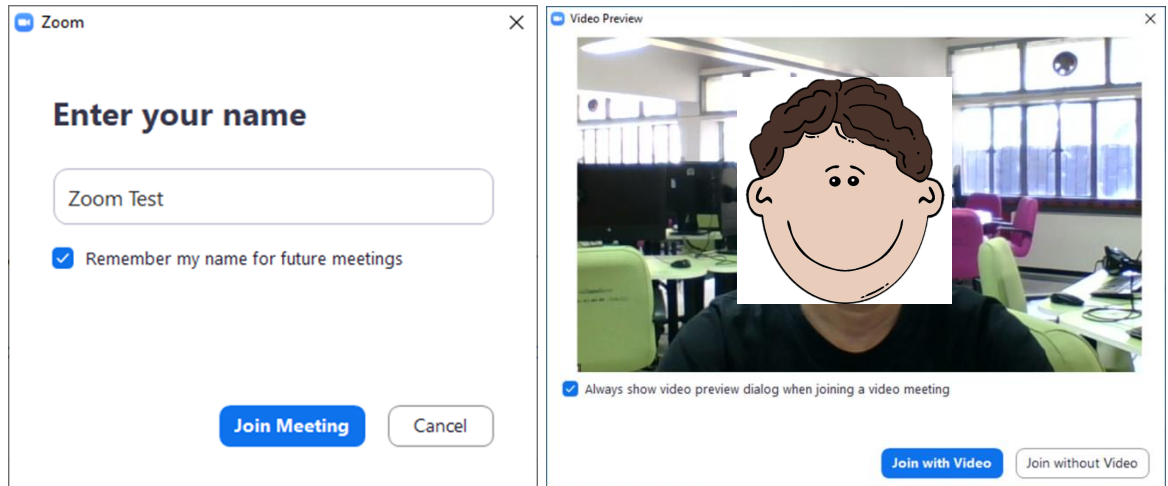 Zoom
Enter your name
Zoom Test
Remember my name for future meetings
Join Meeting
Cancel
Video Preview
Always show video preview dialog when joining a video meeting
Join with Video
Join without Video